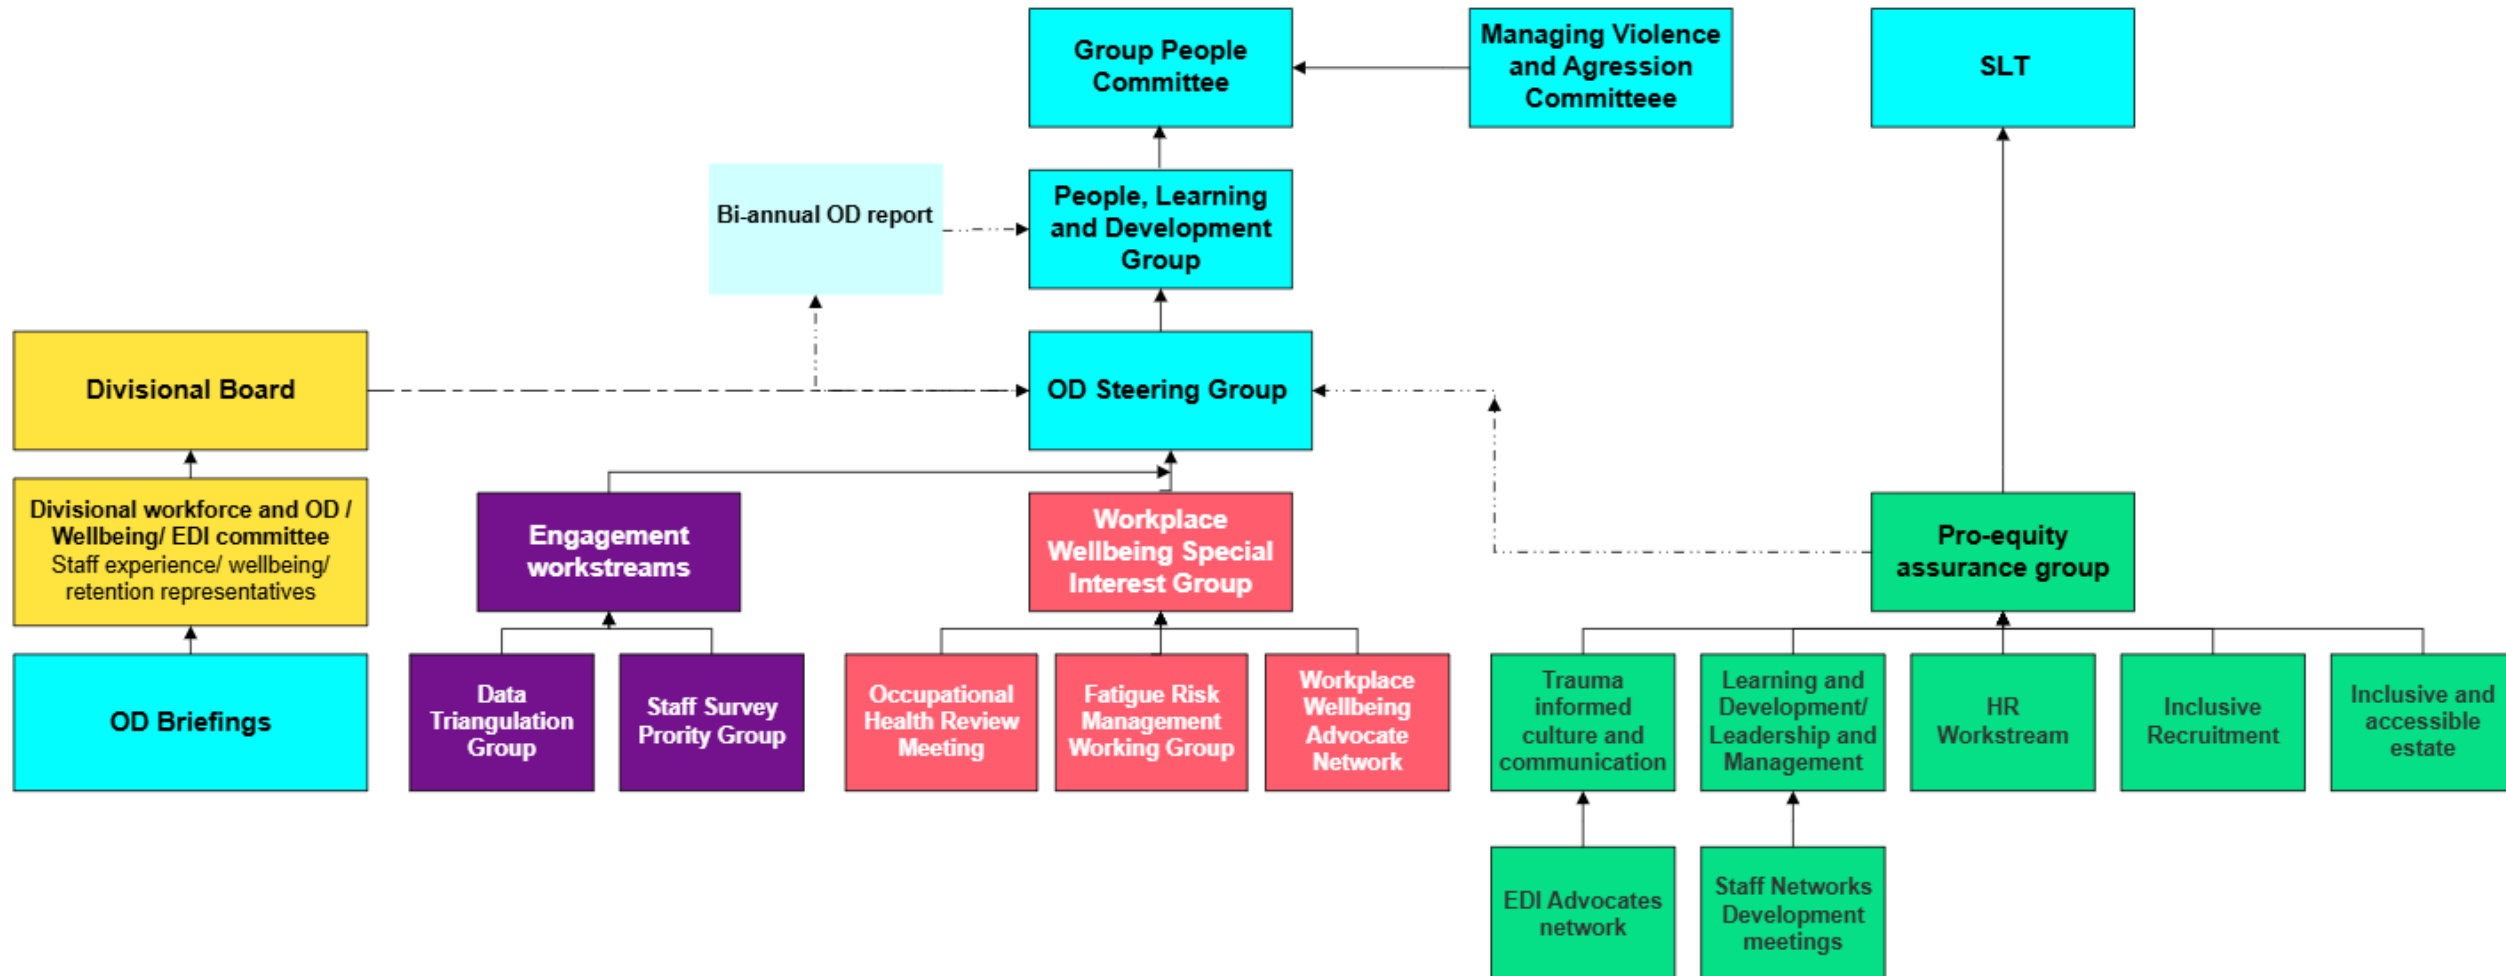 Group People
Committee
Managing Violence
and Agression
Committeee
SLT
Bi-annual OD report
People, Learning
and Development
Group
Divisional Board
OD Steering Group
Divisional workforce and OD /
Wellbeing/ EDI committee
Staff experience/ wellbeing/
retention representatives
Engagement
workstreams
Workplace
Wellbeing Special
Interest Group
Pro-equity
assurance group
OD Briefings
Data
Triangulation
Group
Staff Survey
Prority Group
Occupational
Health Review
Meeting
Fatigue Risk
Management
Working Group
Workplace
Wellbeing
Advocate
Network
Trauma
informed
culture and
communication
Learning and
Development/
Leadership and
Management
HR
Workstream
Inclusive
Recruitment
Inclusive and
accessible
estate
EDI Advocates
network
Staff Networks
Development
meetings